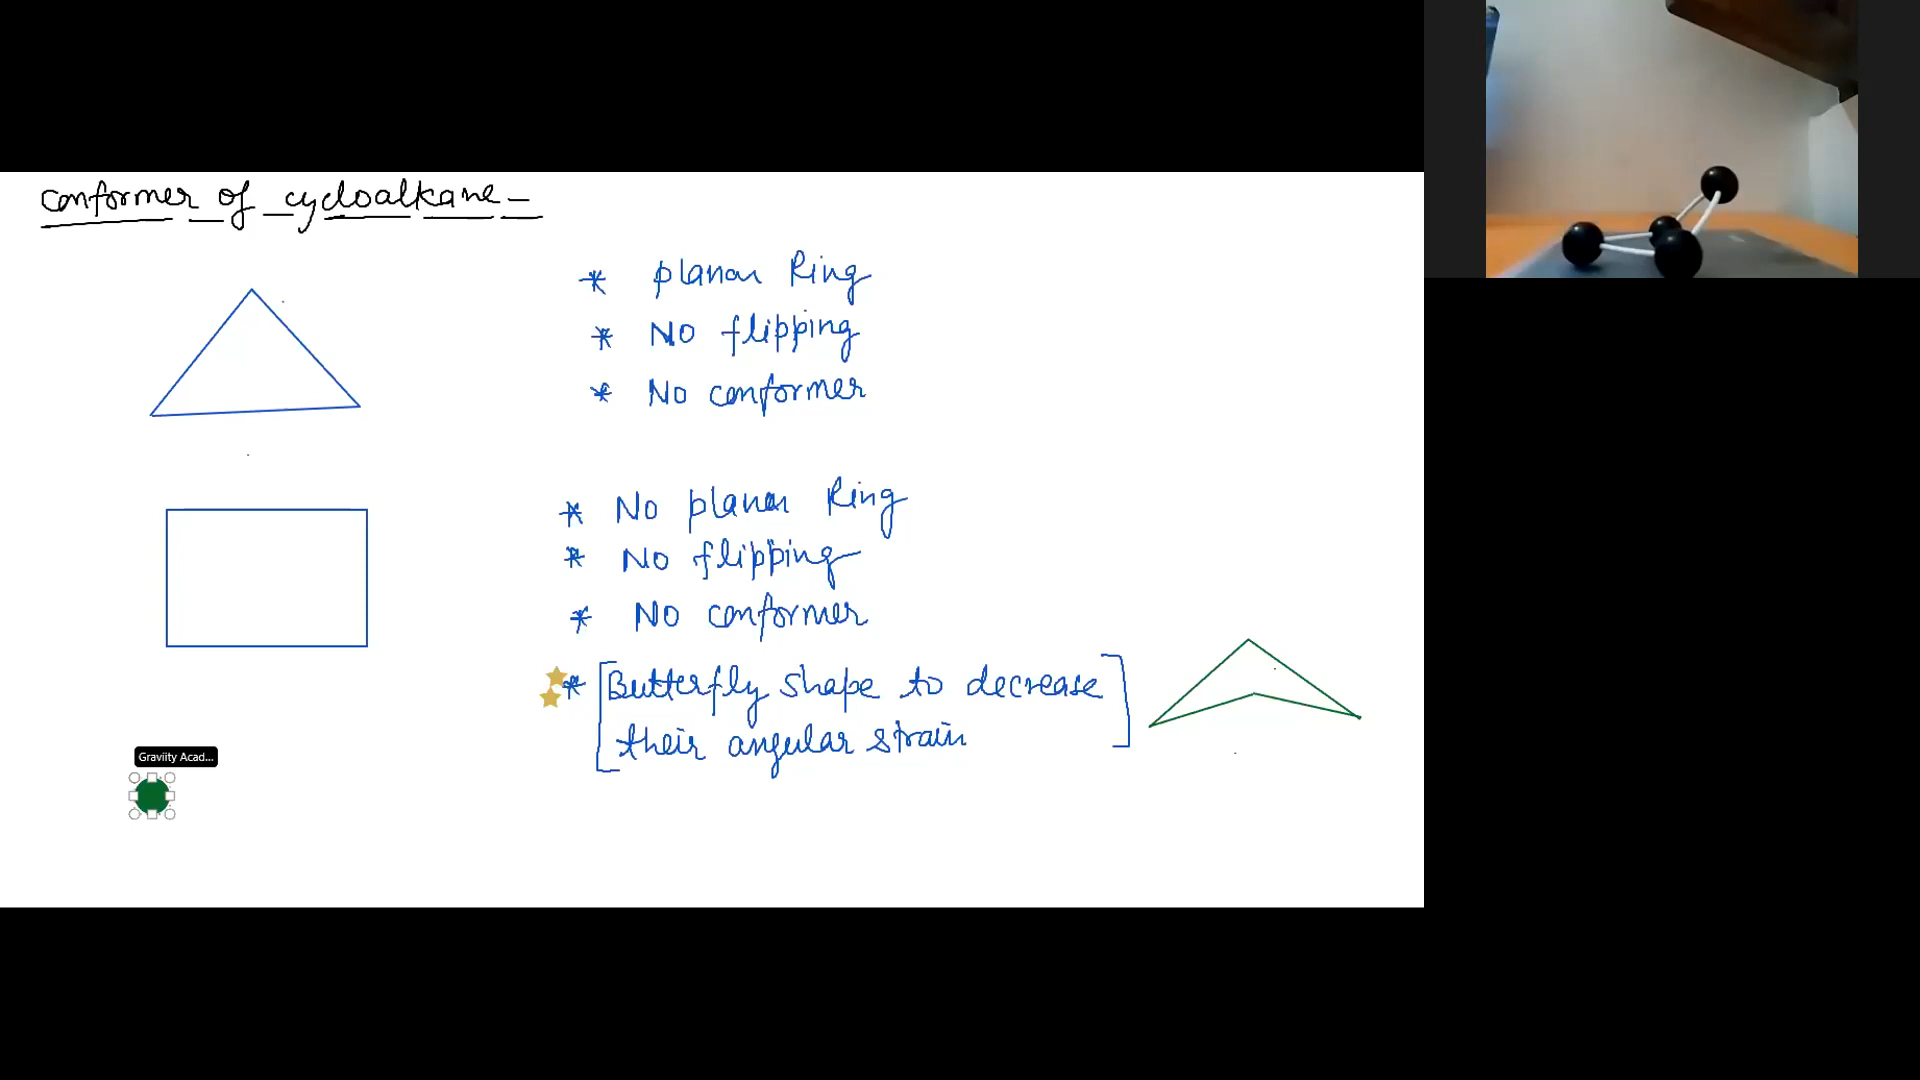 Conformer of cycloalkane -
* planar Ring
* No flipping
* No conformer
* No planar Ring
* No flipping
* No conformer
* [Butterfly shape to decrease
their angular strain]
Graviity Acad...